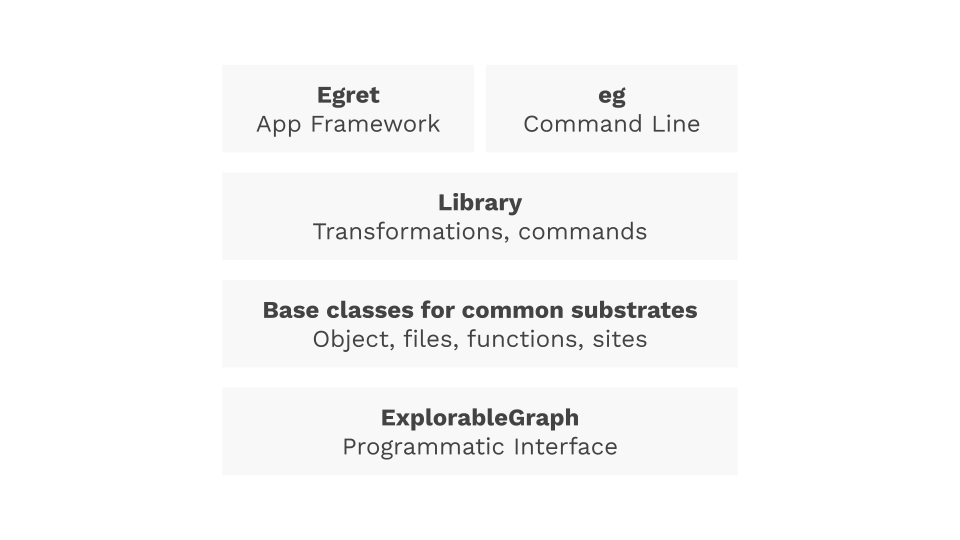 Egret
App Framework
eg
Command Line
Library
Transformations, commands
Base classes for common substrates
Object, files, functions, sites
ExplorableGraph
Programmatic Interface